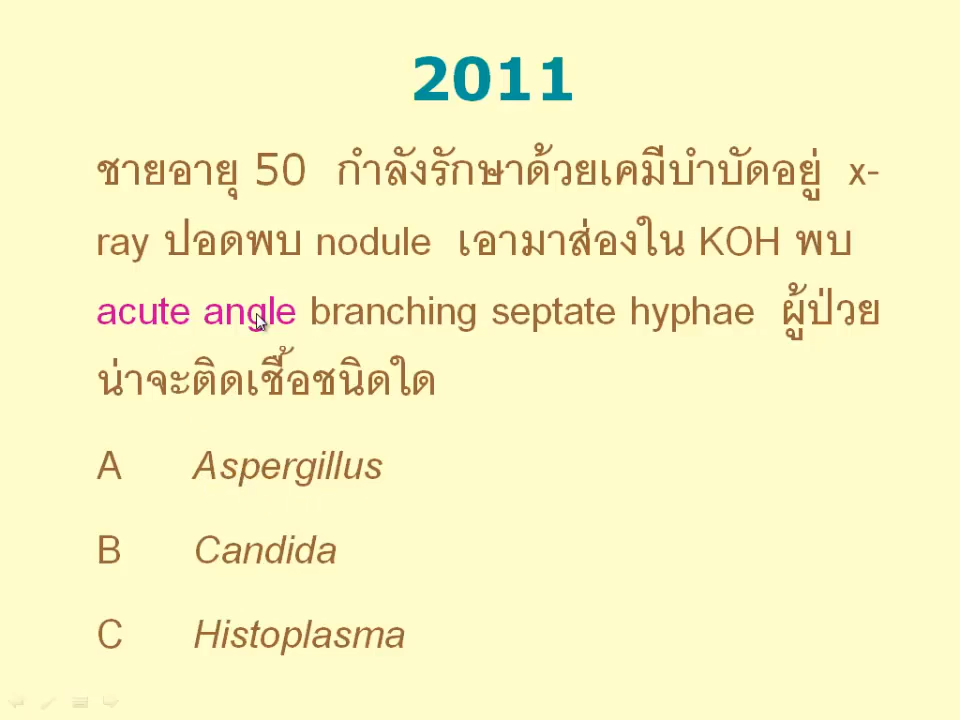 2011
ชายอายุ 50 กำลังรักษาด้วยเคมีบำบัดอยู่ x-
ray ปอดพบ nodule เอามาส่องใน KOH พบ
acute angle branching septate hyphae ผู้ป่วย
น่าจะติดเชื้อชนิดใด
A Aspergillus
B Candida
C Histoplasma